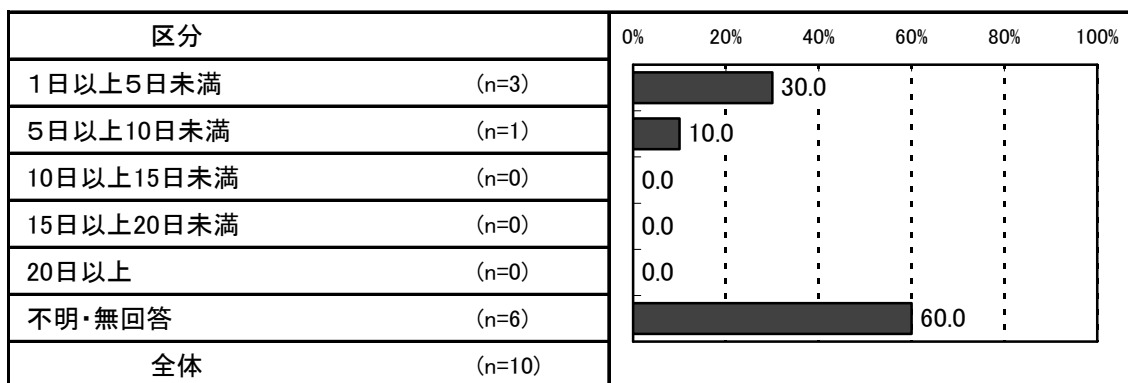 区分 0% 20% 40% 60% 80% 100%
１日以上５日未満 (n=3) 30.0
５日以上10日未満 (n=1) 10.0
10日以上15日未満 (n=0) 0.0
15日以上20日未満 (n=0) 0.0
20日以上 (n=0) 0.0
不明・無回答 (n=6) 60.0
全体 (n=10)